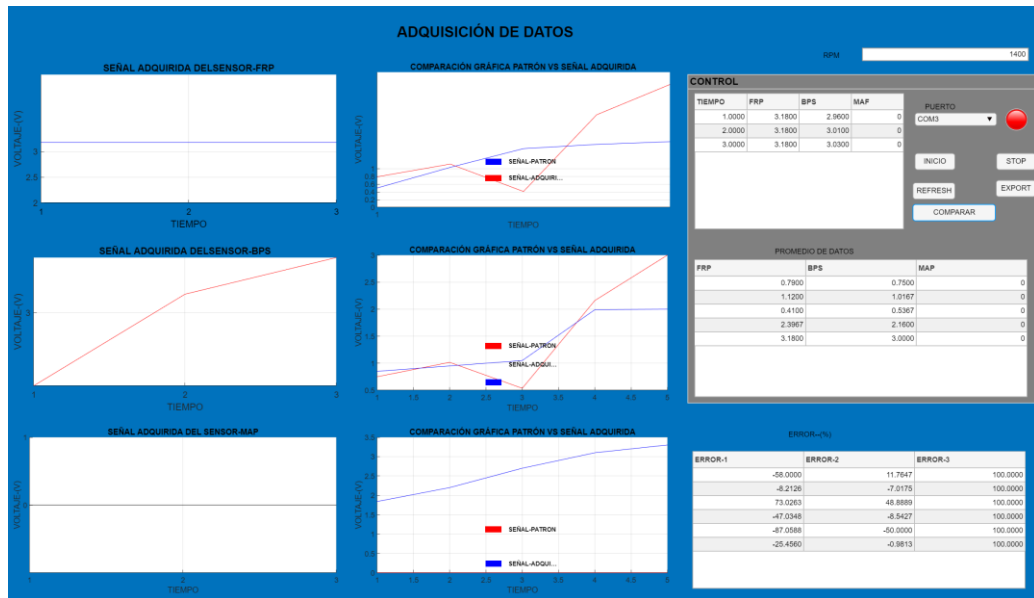 ADQUISICIÓN DE DATOS
RPM 1400
SEÑAL ADQUIRIDA DELSENSOR-FRP
VOLTAJE-(V)
3
2
1 2 3
TIEMPO
COMPARACIÓN GRÁFICA PATRÓN VS SEÑAL ADQUIRIDA
VOLTAJE-(V)
1
0.8
0.6
0.4
0.2
0
SEÑAL-PATRON
SEÑAL-ADQUIRI...
1
TIEMPO
CONTROL
TIEMPO FRP BPS MAF
1.0000 3.1800 2.9600 0
2.0000 3.1800 3.0100 0
3.0000 3.1800 3.0300 0
PUERTO
COM3
INICIO STOP
REFRESH EXPORT
COMPARAR
SEÑAL ADQUIRIDA DELSENSOR-BPS
VOLTAJE-(V)
3
1 2 3
TIEMPO
COMPARACIÓN GRÁFICA PATRÓN VS SEÑAL ADQUIRIDA
VOLTAJE-(V)
3
2.5
2
1.5
1
0.5
SEÑAL-PATRON
SEÑAL-ADQUI...
1 1.5 2 2.5 3 3.5 4 4.5 5
TIEMPO
PROMEDIO DE DATOS
FRP BPS MAP
0.7900 0.7500 0
1.1200 1.0167 0
0.4100 0.5367 0
2.3967 2.1600 0
3.1800 3.0000 0
SEÑAL ADQUIRIDA DEL SENSOR-MAP
VOLTAJE-(V)
1
0
1 2 3
TIEMPO
COMPARACIÓN GRÁFICA PATRÓN VS SEÑAL ADQUIRIDA
VOLTAJE-(V)
3.5
3
2.5
2
1.5
1
0.5
0
SEÑAL-PATRON
SEÑAL-ADQUI...
1 1.5 2 2.5 3 3.5 4 4.5 5
TIEMPO
ERROR=(%)
ERROR-1 ERROR-2 ERROR-3
-58.0000 11.7647 100.0000
-8.2126 -7.0175 100.0000
73.0263 48.8889 100.0000
-47.0348 -8.5427 100.0000
-87.0588 -50.0000 100.0000
-25.4560 -0.9813 100.0000